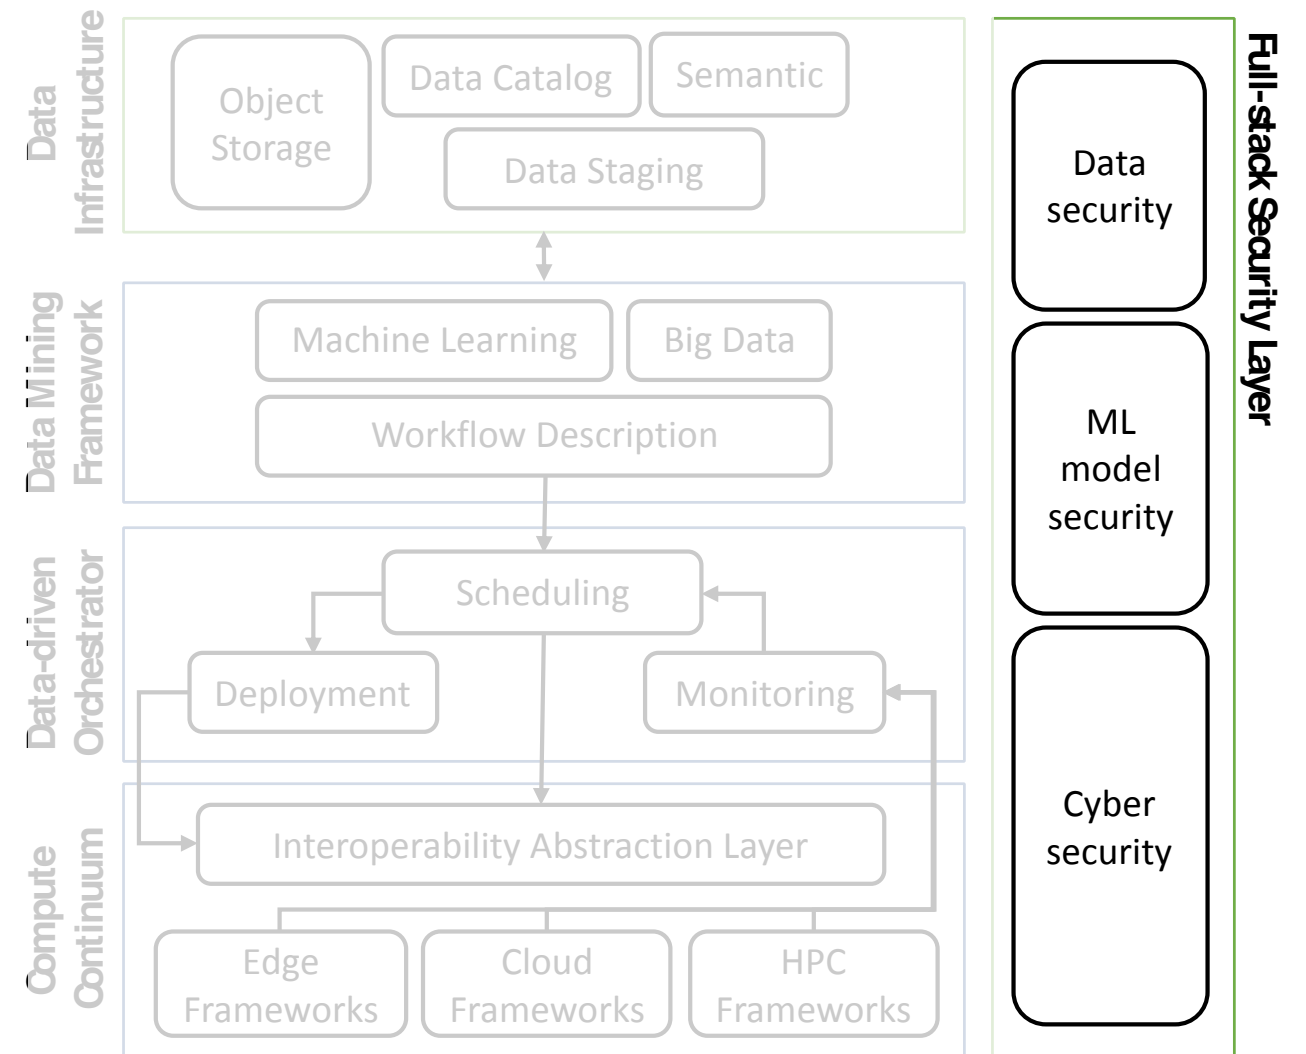 Data
Infrastructure
Object
Storage
Data Catalog
Semantic
Data Staging
Data Mining
Framework
Machine Learning
Big Data
Workflow Description
Data-driven
Orchestrator
Scheduling
Deployment
Monitoring
Compute
Continuum
Interoperability Abstraction Layer
Edge
Frameworks
Cloud
Frameworks
HPC
Frameworks
Full-stack Security Layer
Data
security
ML
model
security
Cyber
security